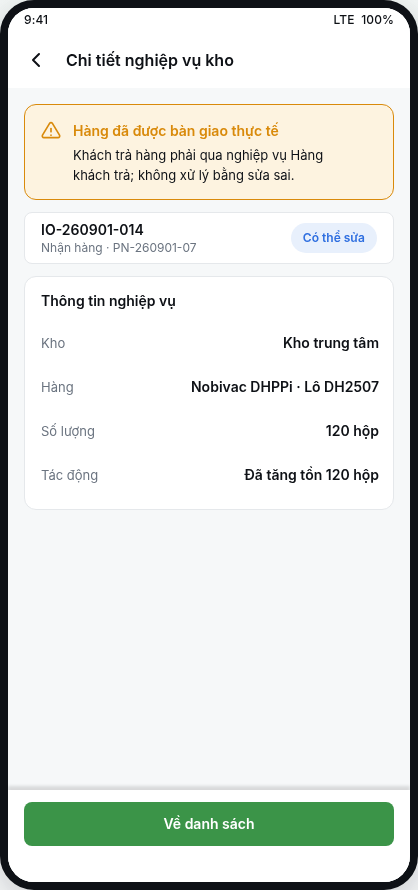 9:41 LTE 100%
Chi tiết nghiệp vụ kho
Hàng đã được bàn giao thực tế
Khách trả hàng phải qua nghiệp vụ Hàng
khách trả; không xử lý bằng sửa sai.
IO-260901-014
Nhận hàng · PN-260901-07
Có thể sửa
Thông tin nghiệp vụ
Kho Kho trung tâm
Hàng Nobivac DHPPi · Lô DH2507
Số lượng 120 hộp
Tác động Đã tăng tồn 120 hộp
Về danh sách